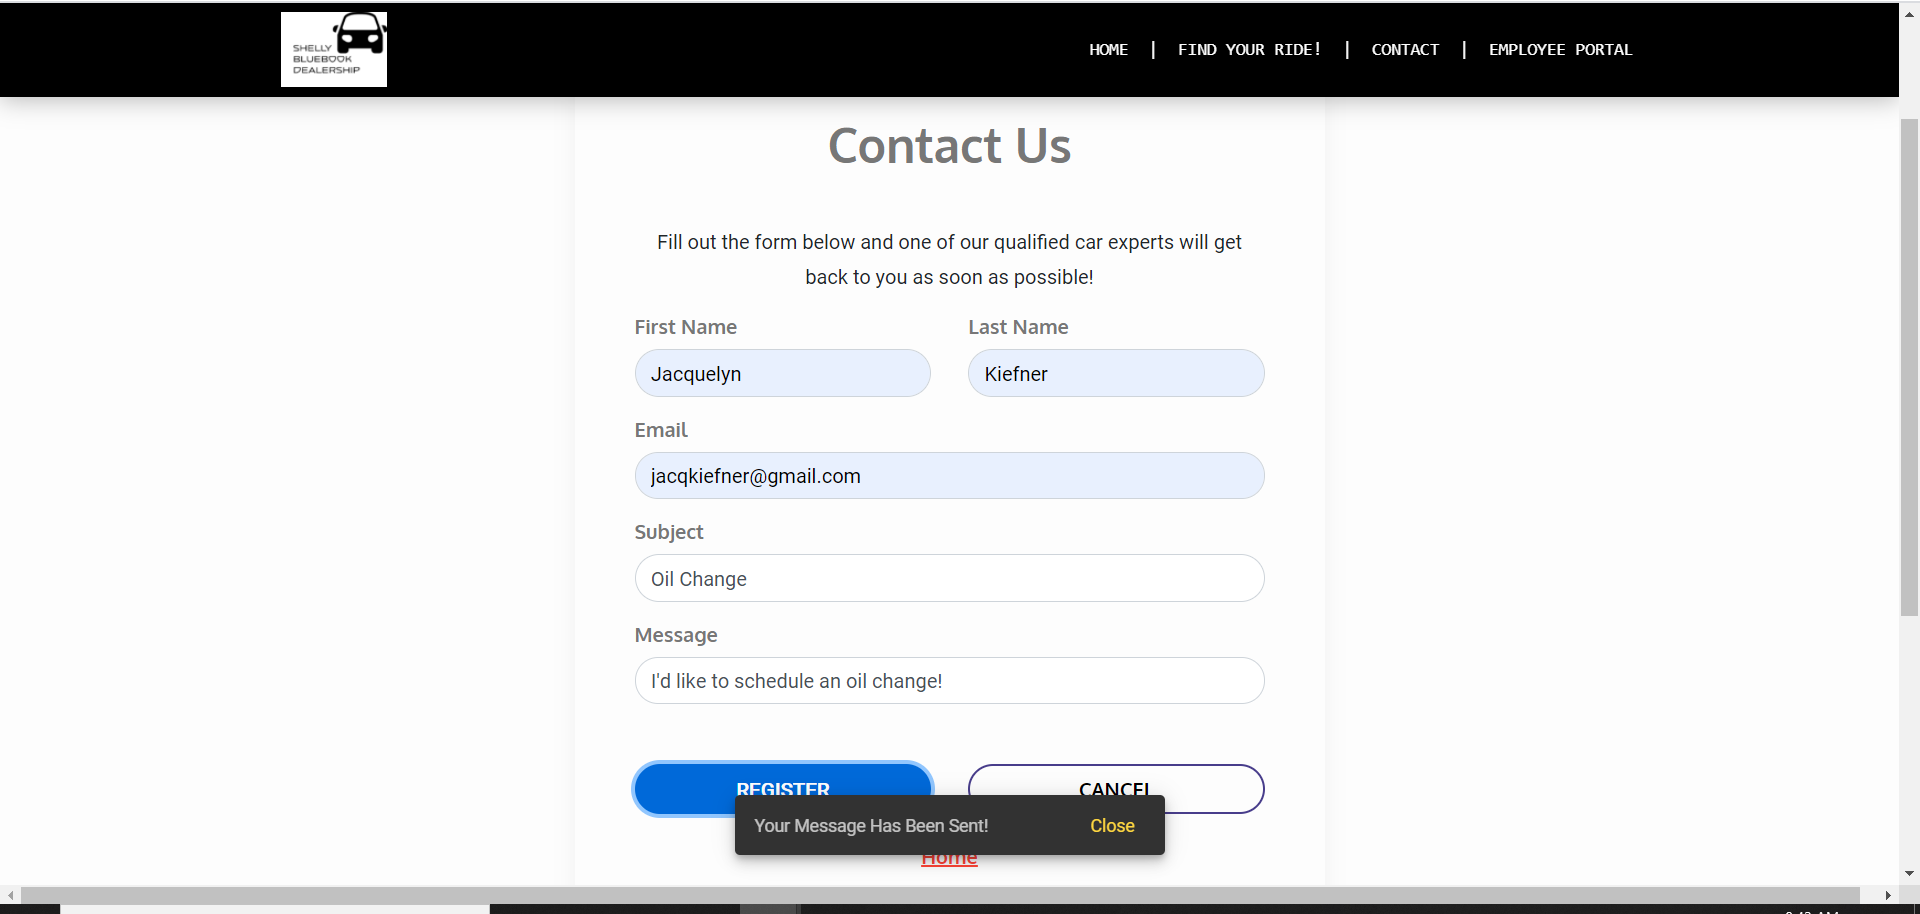 SHELLY
BLUEBOOK
DEALERSHIP
HOME | FIND YOUR RIDE! | CONTACT | EMPLOYEE PORTAL
Contact Us
Fill out the form below and one of our qualified car experts will get
back to you as soon as possible!
First Name Last Name
Jacquelyn Kiefner
Email
jacqkiefner@gmail.com
Subject
Oil Change
Message
I'd like to schedule an oil change!
REGISTER CANCEL
Your Message Has Been Sent! Close
Home